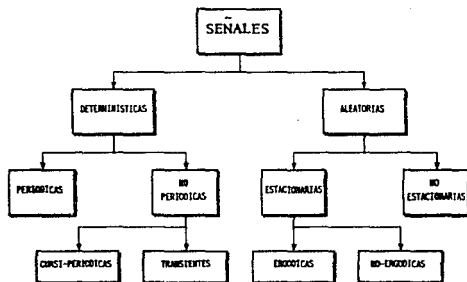 SEÑALES
DETERMINISTICAS
ALEATORIAS
PERIODICAS
NO
PERIODICAS
ESTACIONARIAS
NO
ESTACIONARIAS
CUASI-PERIODICAS
TRANSIENTES
ERGODICAS
NO-ERGODICAS